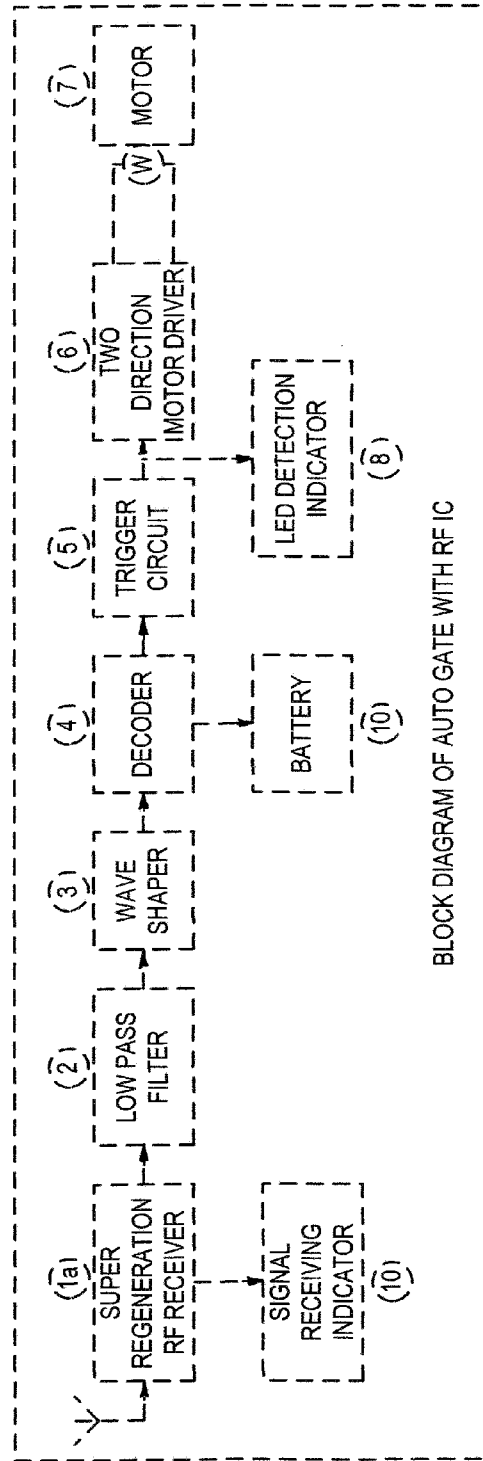 (1a)
SUPER
REGENERATION
RF RECEIVER
(2)
LOW PASS
FILTER
(3)
WAVE
SHAPER
(4)
DECODER
(5)
TRIGGER
CIRCUIT
(6)
TWO
DIRECTION
IMOTOR DRIVER
(W)
(7)
MOTOR
SIGNAL
RECEIVING
INDICATOR
(10)
BATTERY
(10)
LED DETECTION
INDICATOR
(8)
BLOCK DIAGRAM OF AUTO GATE WITH RF IC